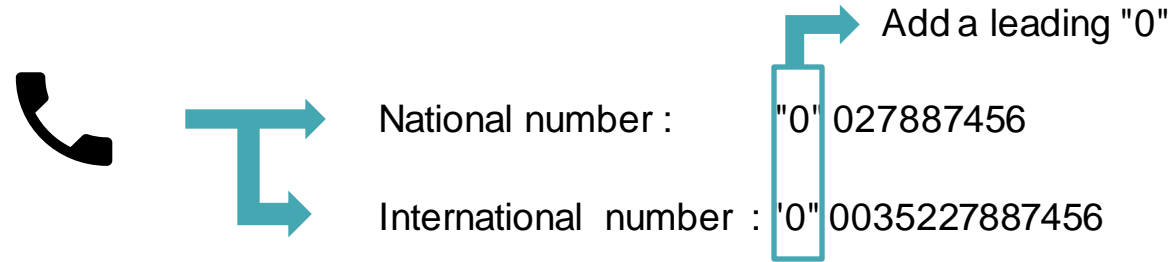 Add a leading "0"
National number : "0" 027887456
International number : "0" 0035227887456